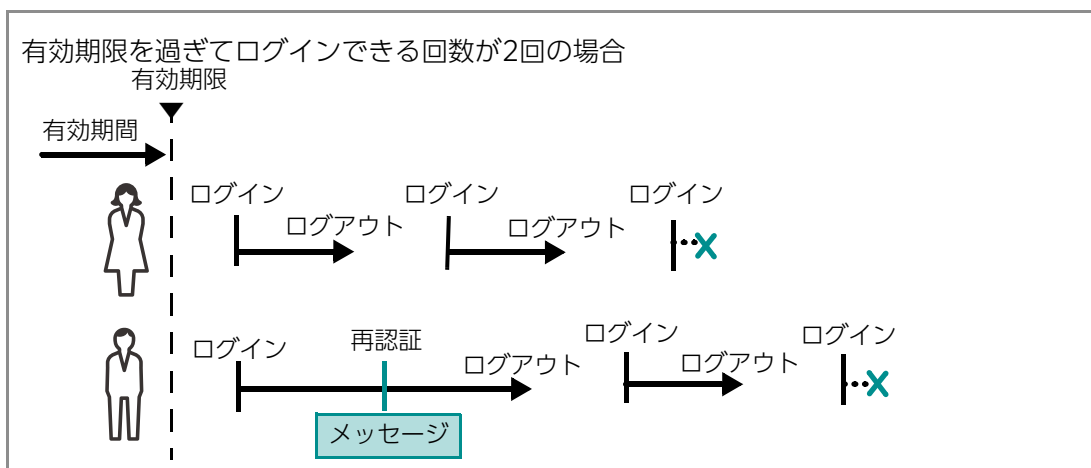 有効期限を過ぎてログインできる回数が2回の場合
有効期限
有効期間
ログイン
ログアウト
ログイン
ログアウト
ログイン
ログイン
再認証
メッセージ
ログアウト
ログイン
ログアウト
ログイン